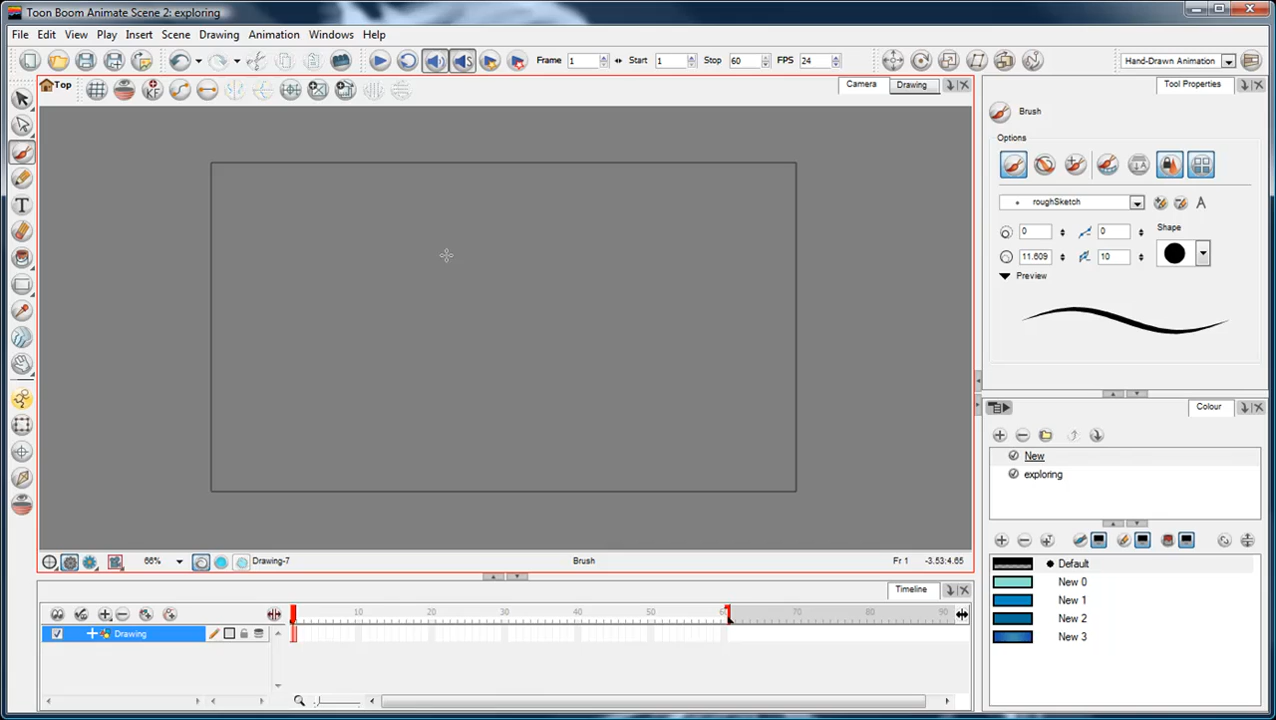 Toon Boom Animate Scene 2: exploring
File Edit View Play Insert Scene Drawing Animation Windows Help
Frame 1 Start 1 Stop 60 FPS 24 Hand-Drawn Animation
Top Camera Drawing Tool Properties
Brush
Options
roughSketch A
0 0 Shape
11.609 10
Preview
Colour
New
exploring
66% Drawing-7 Brush Fr 1 -3.53:4.65
Default
New 0
New 1
New 2
New 3
Timeline
10 20 30 40 50 60 70 80 90
Drawing